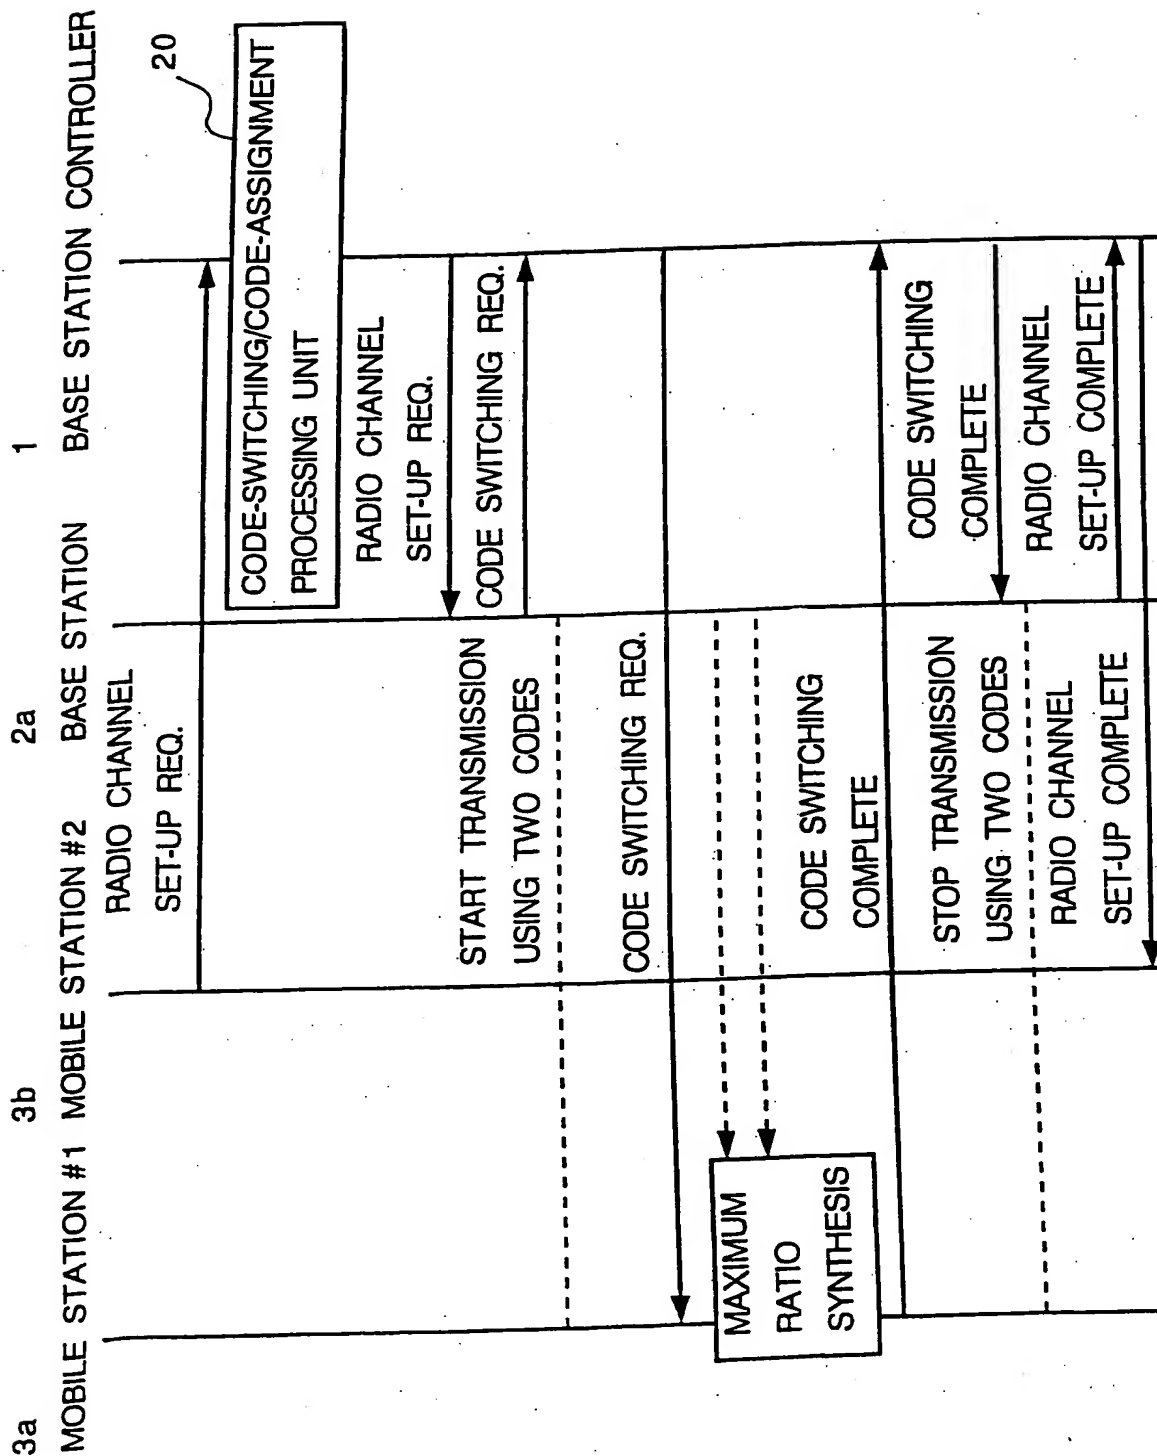 3a
3b
2a
1
MOBILE STATION #1
MOBILE STATION #2
BASE STATION
BASE STATION CONTROLLER
RADIO CHANNEL
SET-UP REQ.
20
CODE-SWITCHING/CODE-ASSIGNMENT
PROCESSING UNIT
RADIO CHANNEL
SET-UP REQ.
START TRANSMISSION
USING TWO CODES
CODE SWITCHING REQ.
CODE SWITCHING REQ.
MAXIMUM
RATIO
SYNTHESIS
CODE SWITCHING
COMPLETE
CODE SWITCHING
COMPLETE
STOP TRANSMISSION
USING TWO CODES
RADIO CHANNEL
SET-UP COMPLETE
RADIO CHANNEL
SET-UP COMPLETE